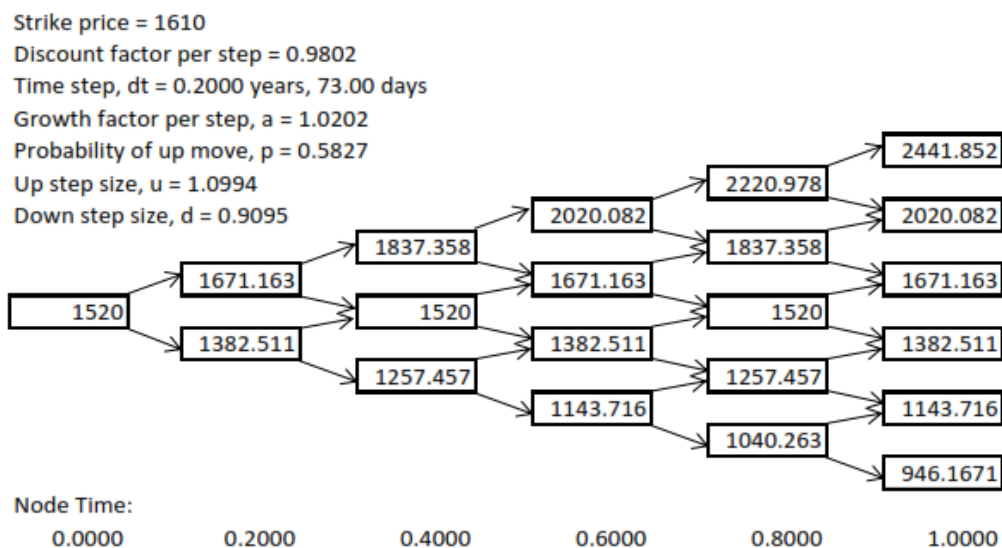 Strike price = 1610
Discount factor per step = 0.9802
Time step, dt = 0.2000 years, 73.00 days
Growth factor per step, a = 1.0202
Probability of up move, p = 0.5827
Up step size, u = 1.0994
Down step size, d = 0.9095
2441.852
2220.978
2020.082 2020.082
1837.358 1837.358
1671.163 1671.163 1671.163
1520 1520 1520
1382.511 1382.511 1382.511
1257.457 1257.457
1143.716 1143.716
1040.263
946.1671
Node Time:
0.0000 0.2000 0.4000 0.6000 0.8000 1.0000